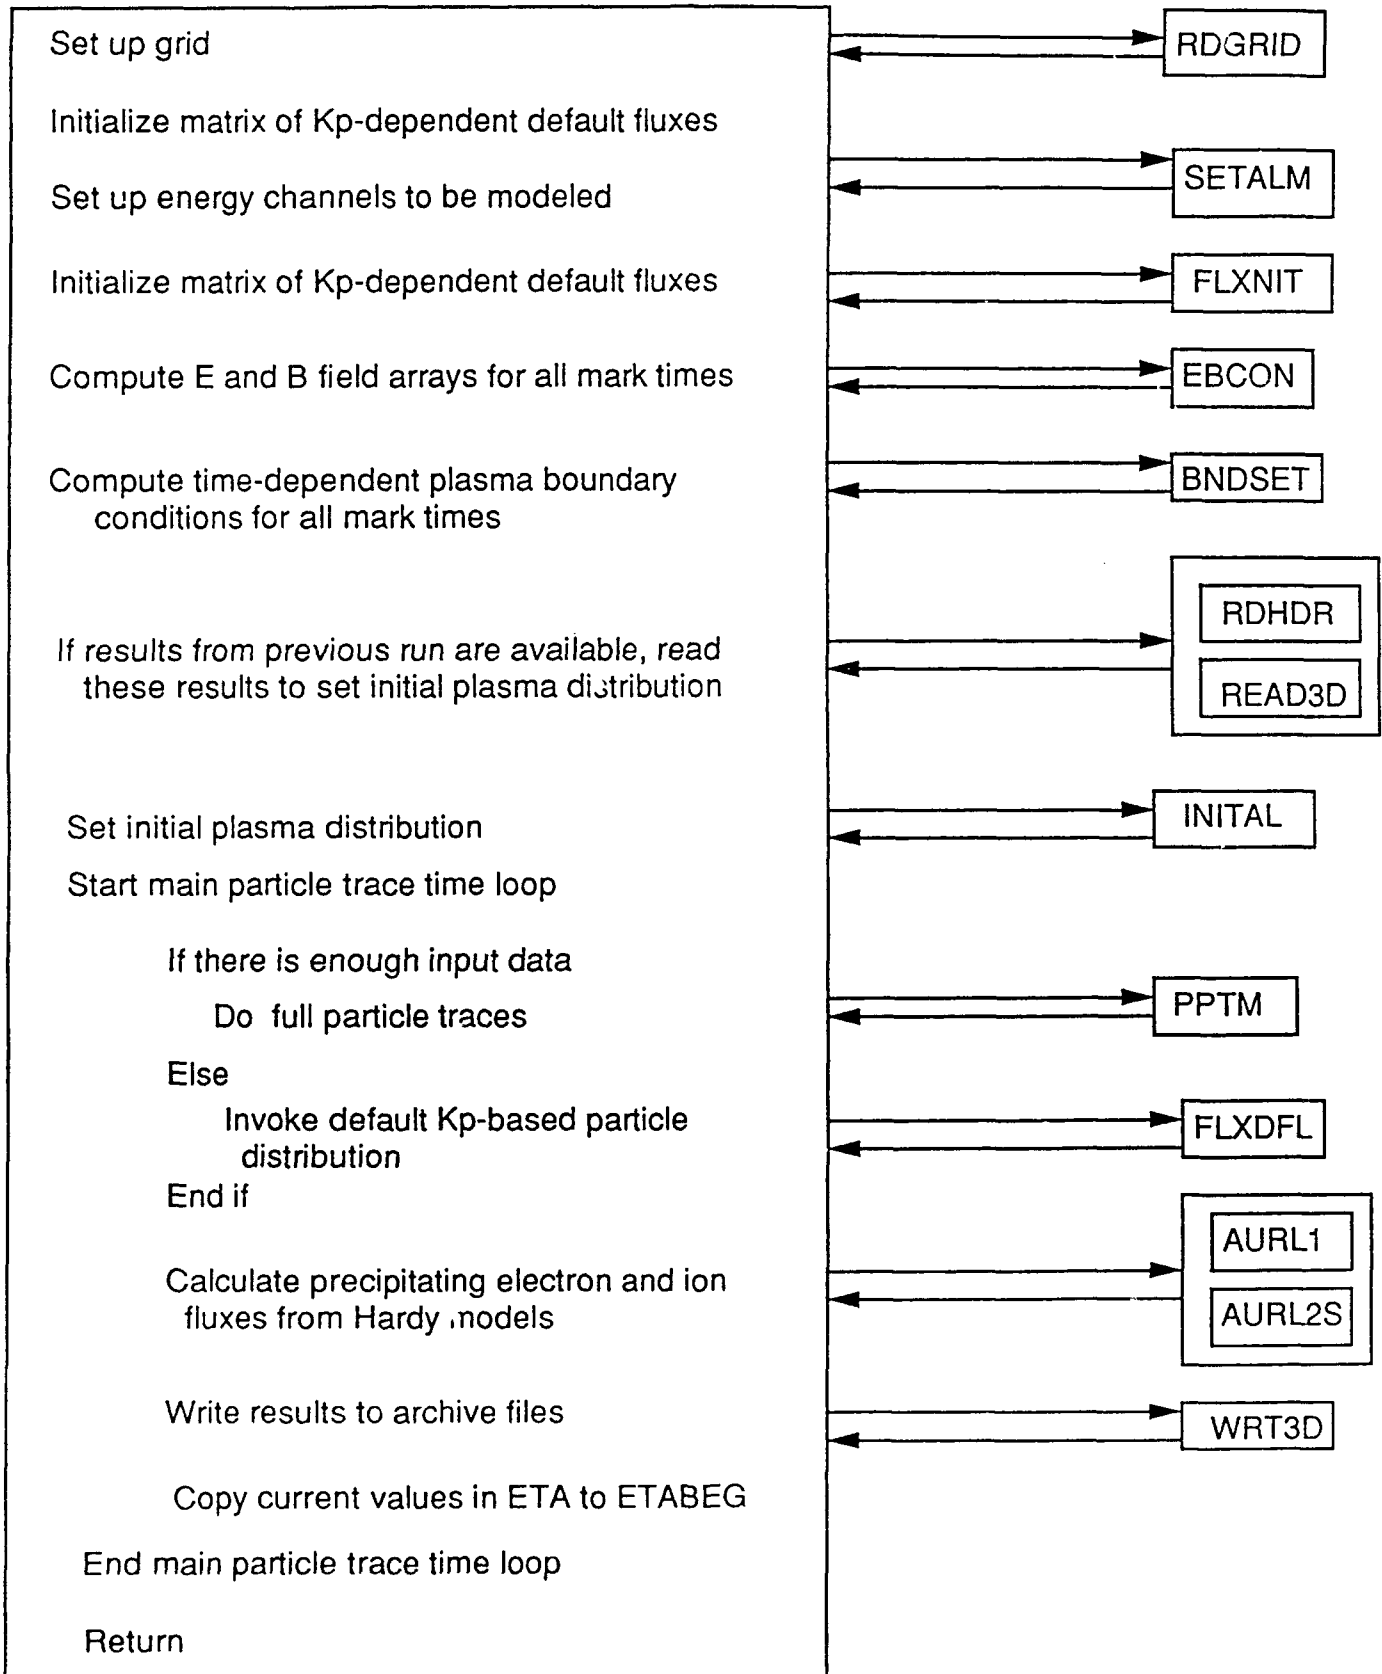 Set up grid
RDGRID
Initialize matrix of Kp-dependent default fluxes
SETALM
Set up energy channels to be modeled
Initialize matrix of Kp-dependent default fluxes
FLXNIT
Compute E and B field arrays for all mark times
EBCON
Compute time-dependent plasma boundary
conditions for all mark times
BNDSET
If results from previous run are available, read
these results to set initial plasma distribution
RDHDR
READ3D
Set initial plasma distribution
INITAL
Start main particle trace time loop
If there is enough input data
Do full particle traces
PPTM
Else
Invoke default Kp-based particle
distribution
FLXDFL
End if
Calculate precipitating electron and ion
fluxes from Hardy models
AURL1
AURL2S
Write results to archive files
WRT3D
Copy current values in ETA to ETABEG
End main particle trace time loop
Return